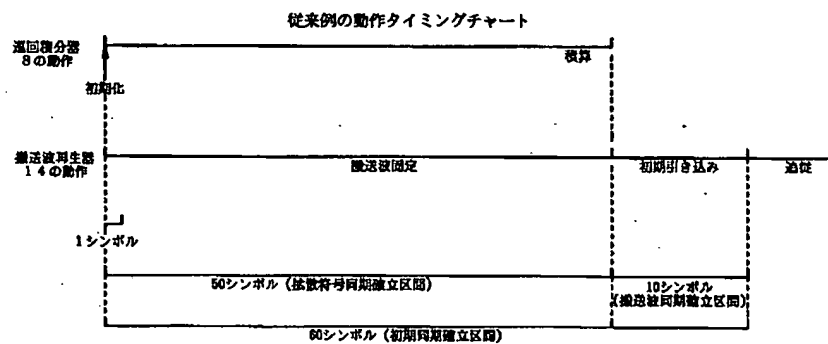 従来例の動作タイミングチャート
巡回積分器
8の動作
積算
初期化
搬送波再生器
14の動作
搬送波固定
初期引き込み
追従
1シンボル
50シンボル(拡散符号同期確立区間)
10シンボル
(搬送波同期確立区間)
60シンボル(初期同期確立区間)